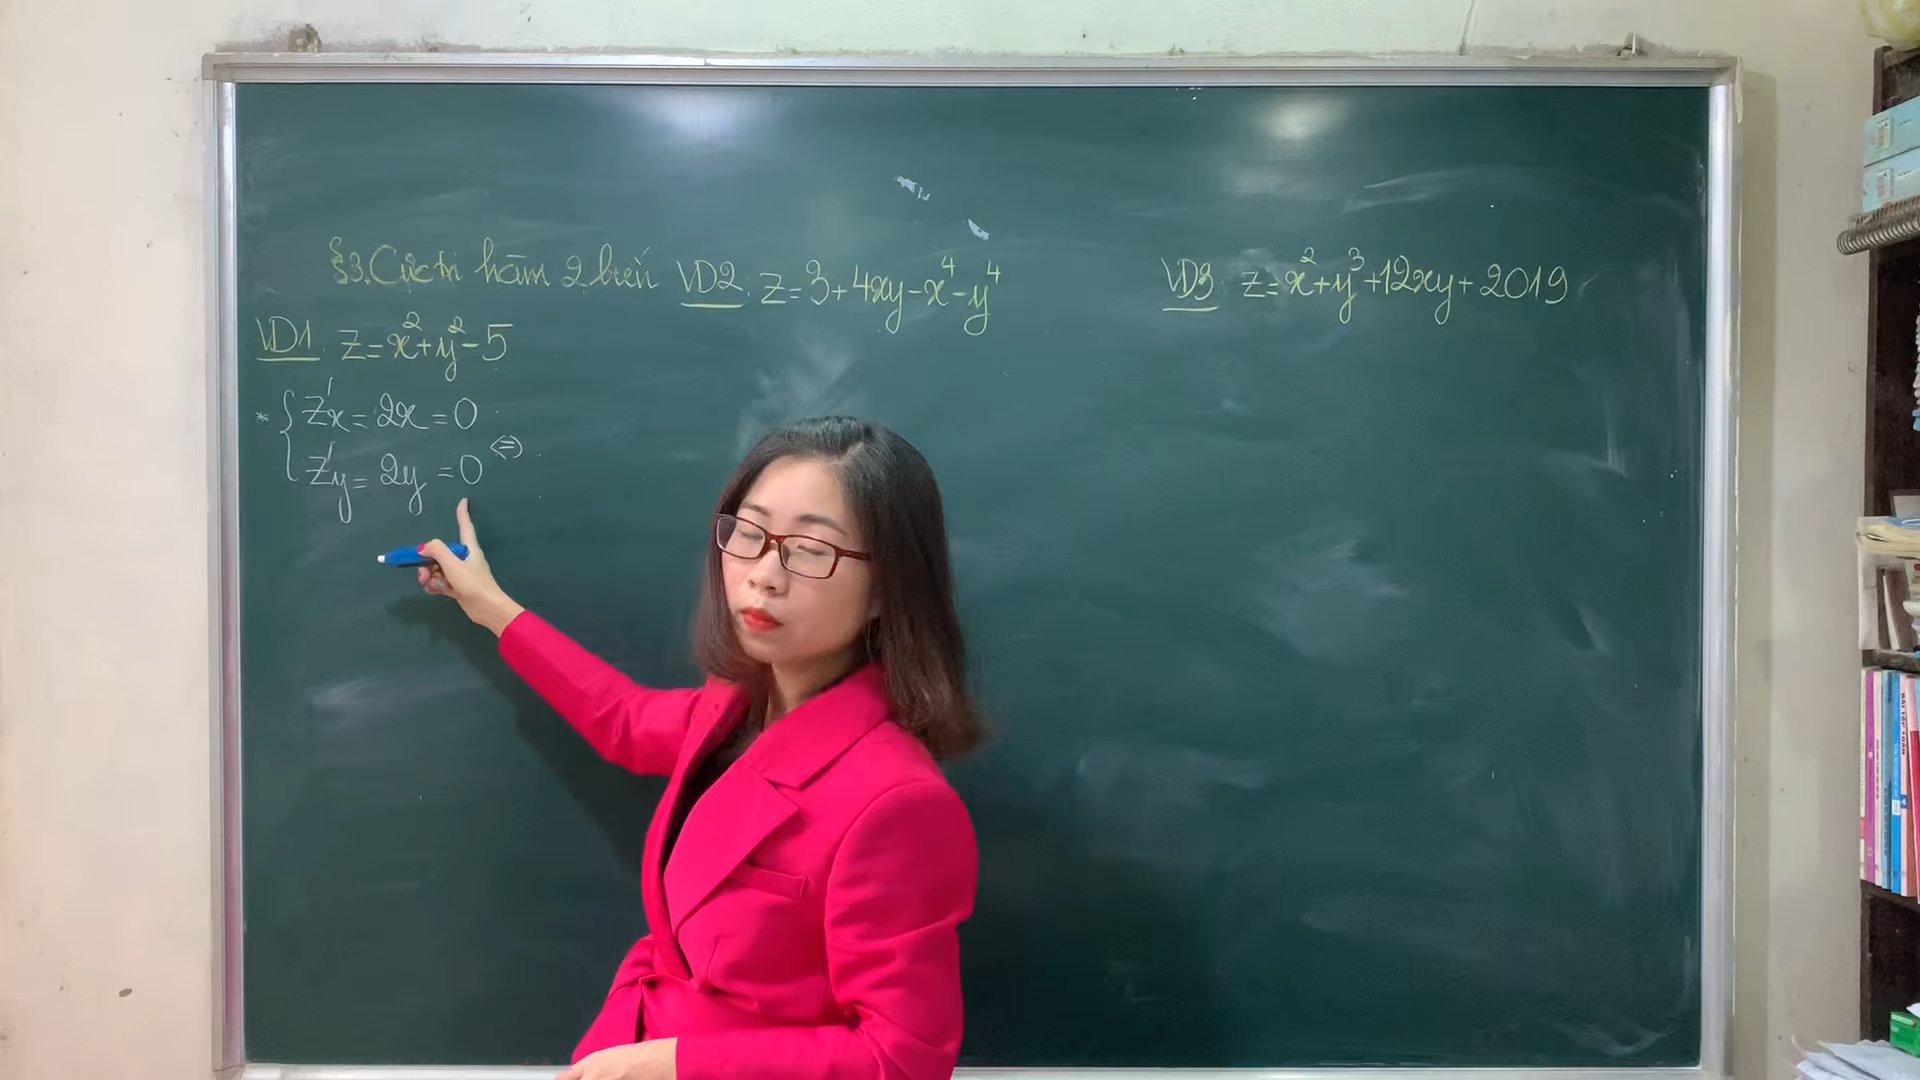 §3. Cực trị hàm 2 biến
VD1: z = x² + y² - 5
* { z'x = 2x = 0
z'y = 2y = 0 ⇔
VD2: z = 3 + 4xy - x⁴ - y⁴
VD3: z = x² + y³ + 12xy + 2019